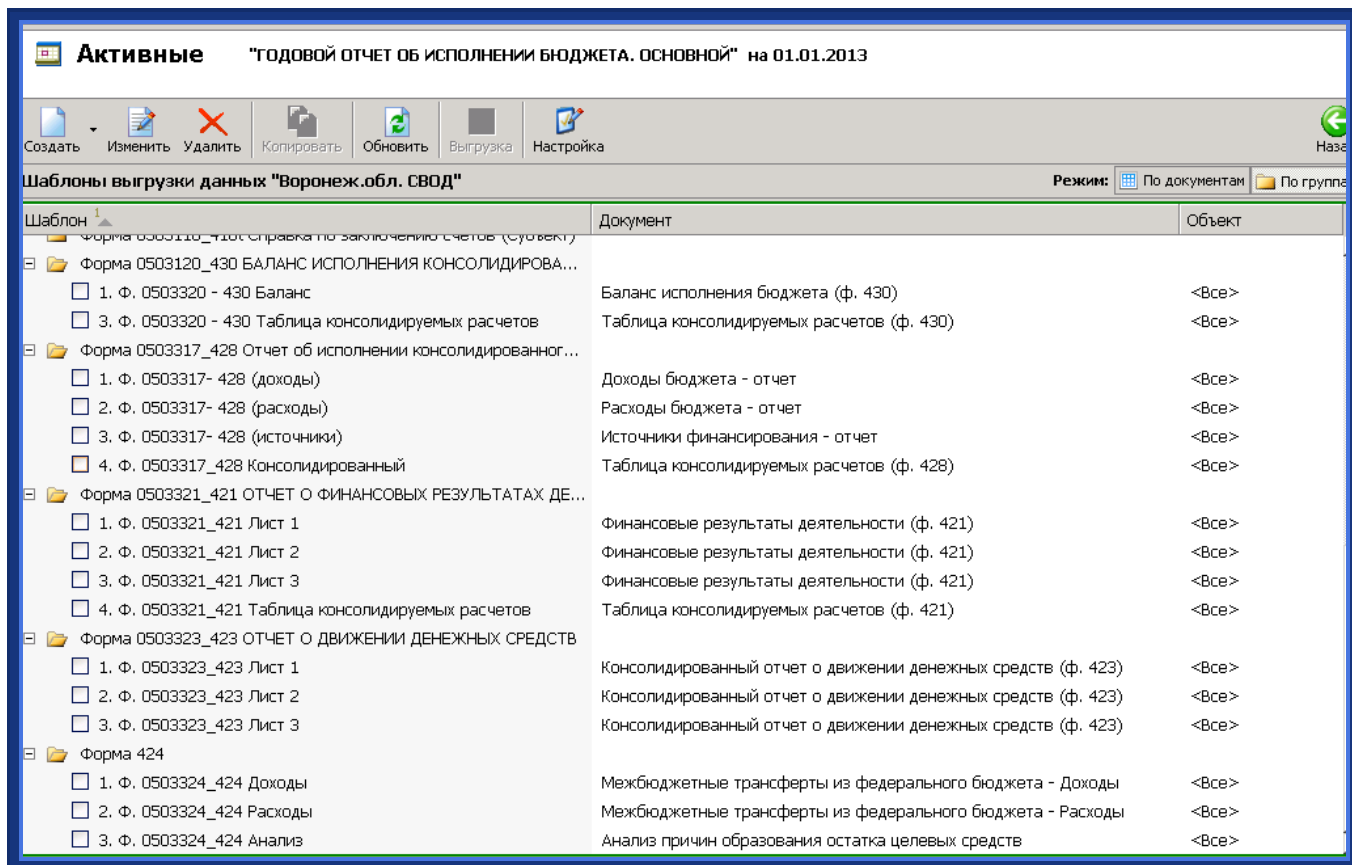 Активные "ГОДОВОЙ ОТЧЕТ ОБ ИСПОЛНЕНИИ БЮДЖЕТА. ОСНОВНОЙ" на 01.01.2013
Создать Изменить Удалить Копировать Обновить Выгрузка Настройка Наза
Шаблоны выгрузки данных "Воронеж.обл. СВОД" Режим: По документам По группа
Шаблон 1 Документ Объект
Форма 0503110_410t Справка по заключению счетов (Субъект)
Форма 0503120_430 БАЛАНС ИСПОЛНЕНИЯ КОНСОЛИДИРОВА...
1. Ф. 0503320 - 430 Баланс Баланс исполнения бюджета (ф. 430) <Все>
3. Ф. 0503320 - 430 Таблица консолидируемых расчетов Таблица консолидируемых расчетов (ф. 430) <Все>
Форма 0503317_428 Отчет об исполнении консолидированног...
1. Ф. 0503317- 428 (доходы) Доходы бюджета - отчет <Все>
2. Ф. 0503317- 428 (расходы) Расходы бюджета - отчет <Все>
3. Ф. 0503317- 428 (источники) Источники финансирования - отчет <Все>
4. Ф. 0503317_428 Консолидированный Таблица консолидируемых расчетов (ф. 428) <Все>
Форма 0503321_421 ОТЧЕТ О ФИНАНСОВЫХ РЕЗУЛЬТАТАХ ДЕ...
1. Ф. 0503321_421 Лист 1 Финансовые результаты деятельности (ф. 421) <Все>
2. Ф. 0503321_421 Лист 2 Финансовые результаты деятельности (ф. 421) <Все>
3. Ф. 0503321_421 Лист 3 Финансовые результаты деятельности (ф. 421) <Все>
4. Ф. 0503321_421 Таблица консолидируемых расчетов Таблица консолидируемых расчетов (ф. 421) <Все>
Форма 0503323_423 ОТЧЕТ О ДВИЖЕНИИ ДЕНЕЖНЫХ СРЕДСТВ
1. Ф. 0503323_423 Лист 1 Консолидированный отчет о движении денежных средств (ф. 423) <Все>
2. Ф. 0503323_423 Лист 2 Консолидированный отчет о движении денежных средств (ф. 423) <Все>
3. Ф. 0503323_423 Лист 3 Консолидированный отчет о движении денежных средств (ф. 423) <Все>
Форма 424
1. Ф. 0503324_424 Доходы Межбюджетные трансферты из федерального бюджета - Доходы <Все>
2. Ф. 0503324_424 Расходы Межбюджетные трансферты из федерального бюджета - Расходы <Все>
3. Ф. 0503324_424 Анализ Анализ причин образования остатка целевых средств <Все>